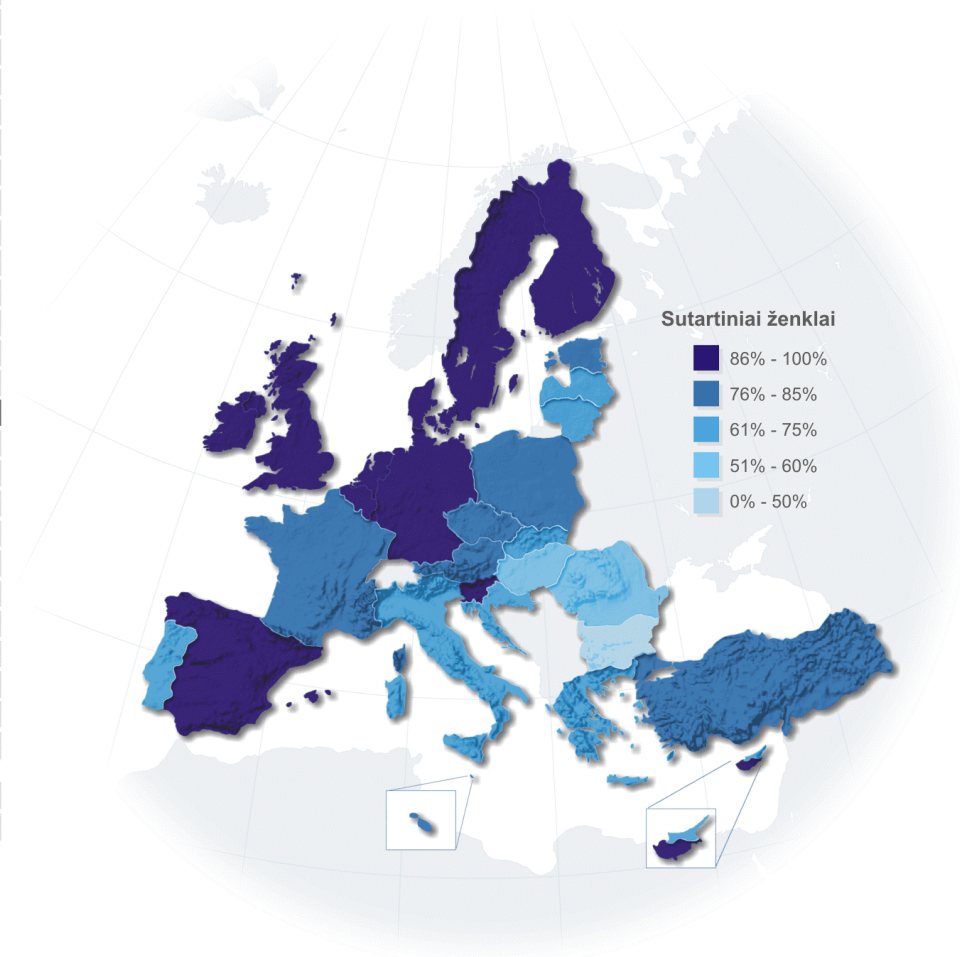 Sutartiniai ženklai
86% - 100%
76% - 85%
61% - 75%
51% - 60%
0% - 50%